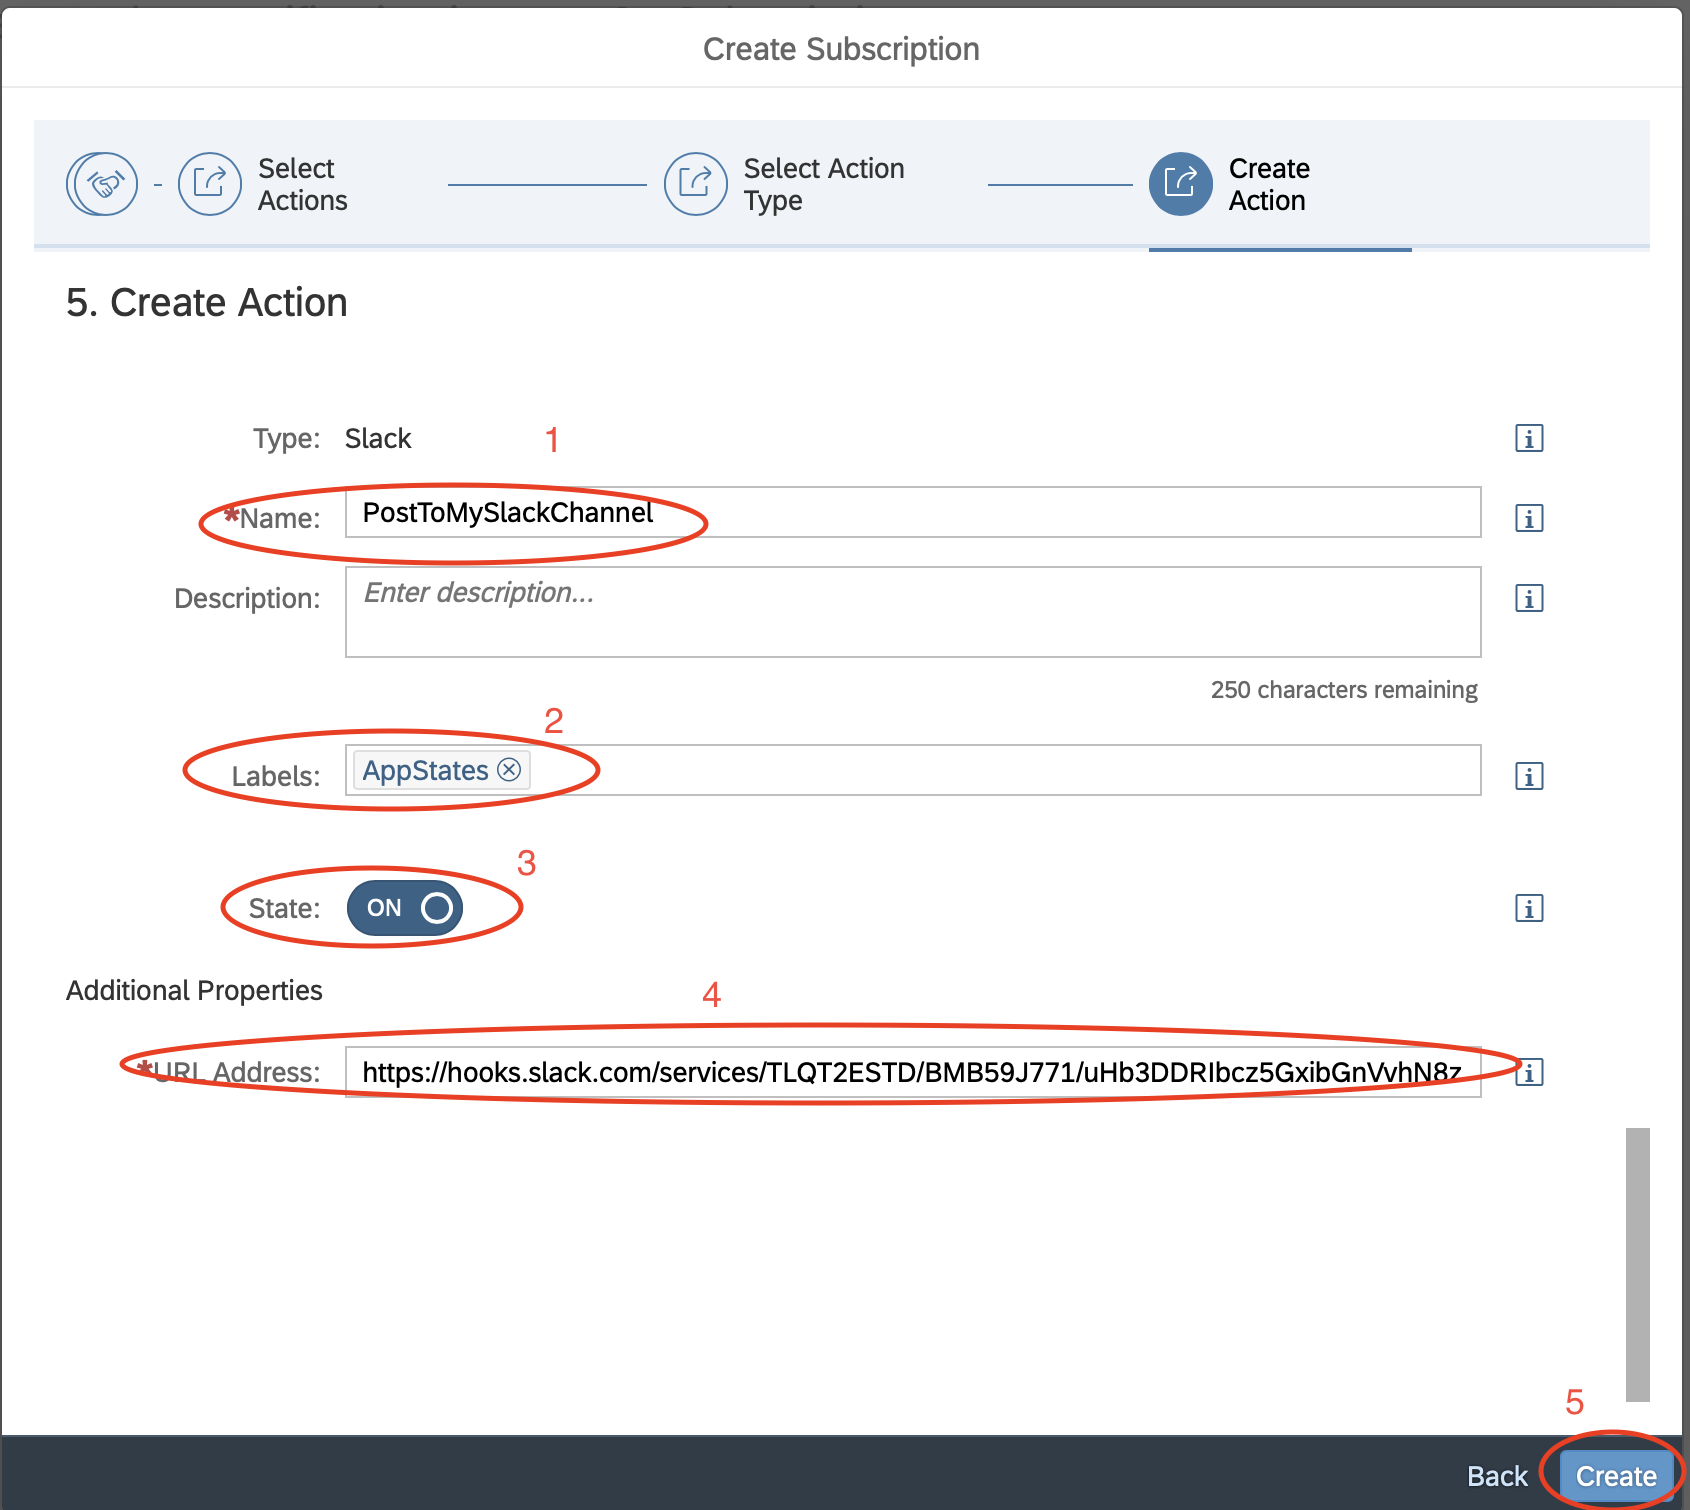 Create Subscription
Select Actions
Select Action Type
Create Action
5. Create Action
Type: Slack
1
*Name: PostToMySlackChannel
Description: Enter description...
250 characters remaining
2
Labels: AppStates
3
State: ON
Additional Properties
4
*URL Address: https://hooks.slack.com/services/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
5
Back Create